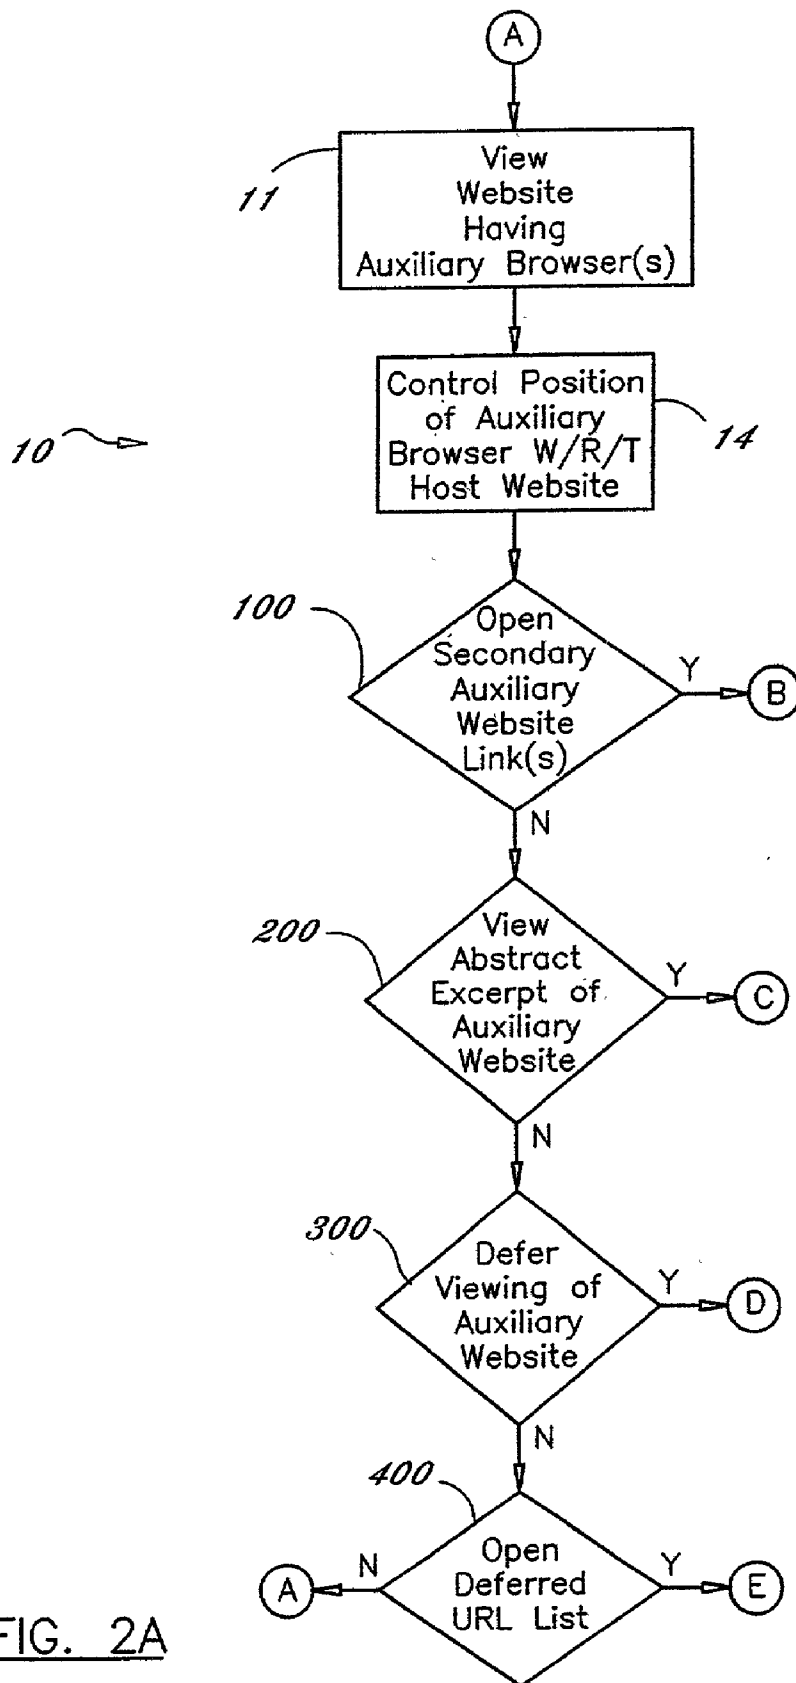 A
11
View
Website
Having
Auxiliary Browser(s)
10
Control Position
of Auxiliary
Browser W/R/T
Host Website
14
100
Open
Secondary
Auxiliary
Website
Link(s)
Y
B
N
200
View
Abstract
Excerpt of
Auxiliary
Website
Y
C
N
300
Defer
Viewing of
Auxiliary
Website
Y
D
N
400
Open
Deferred
URL List
N
A
Y
E
FIG. 2A